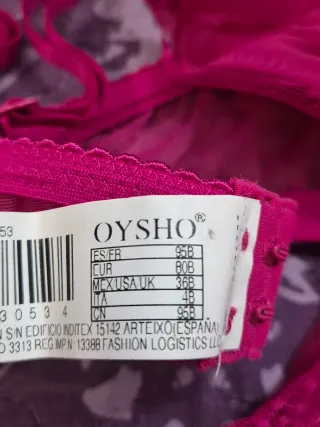 53
OYSHO®
ES/FR 95B
EUR 80B
MEX/USA/UK 36B
ITA 4B
CN 95B
3 0 5 3 4
N S/N EDIFICIO INDITEX 15142 ARTEIXO(ESPAÑA)
O 3313 REG IMP N: 13388 FASHION LOGISTICS LLC